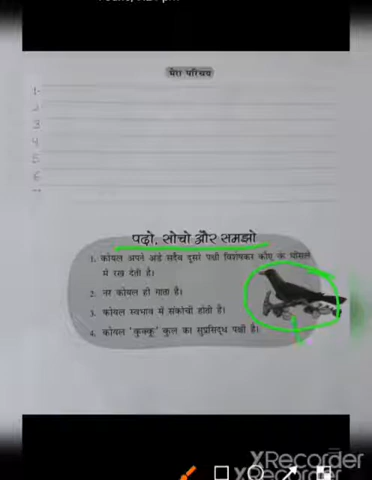 मेरा परिचय
1.
2
3
4
5
6
पढ़ो, सोचो और समझो
1. कोयल अपने अंडे सदैव दूसरे पक्षी विशेषकर कौए के घोंसले
में रख देती है।
2. नर कोयल ही गाता है।
3. कोयल स्वभाव में संकोची होती है।
4. कोयल 'कुक्कू' कुल का सुप्रसिद्ध पक्षी है।
XRecorder
XRecorder